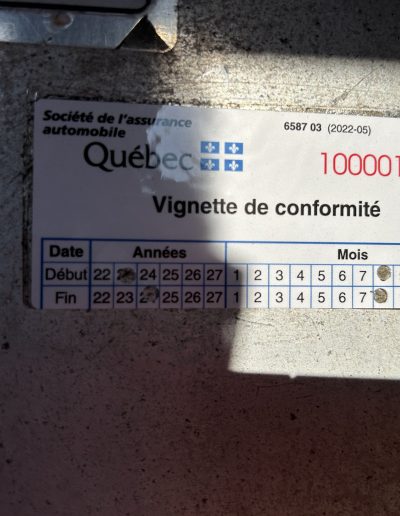 Société de l'assurance
automobile
6587 03 (2022-05)
Québec
100001
Vignette de conformité
Date Années Mois
Début 22 24 25 26 27 1 2 3 4 5 6 7
Fin 22 23 25 26 27 1 2 3 4 5 6 7